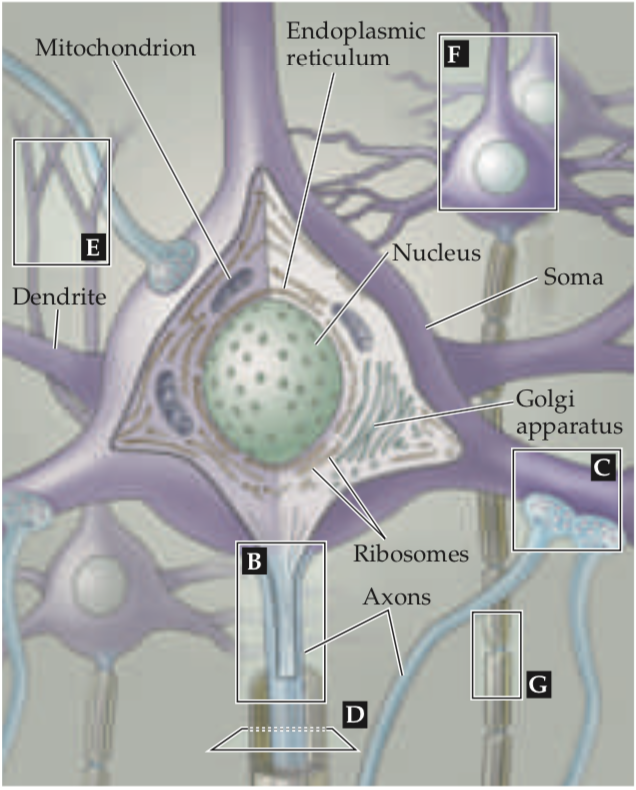 Mitochondrion
Endoplasmic
reticulum
F
E
Nucleus
Soma
Dendrite
Golgi
apparatus
C
B
Ribosomes
Axons
G
D